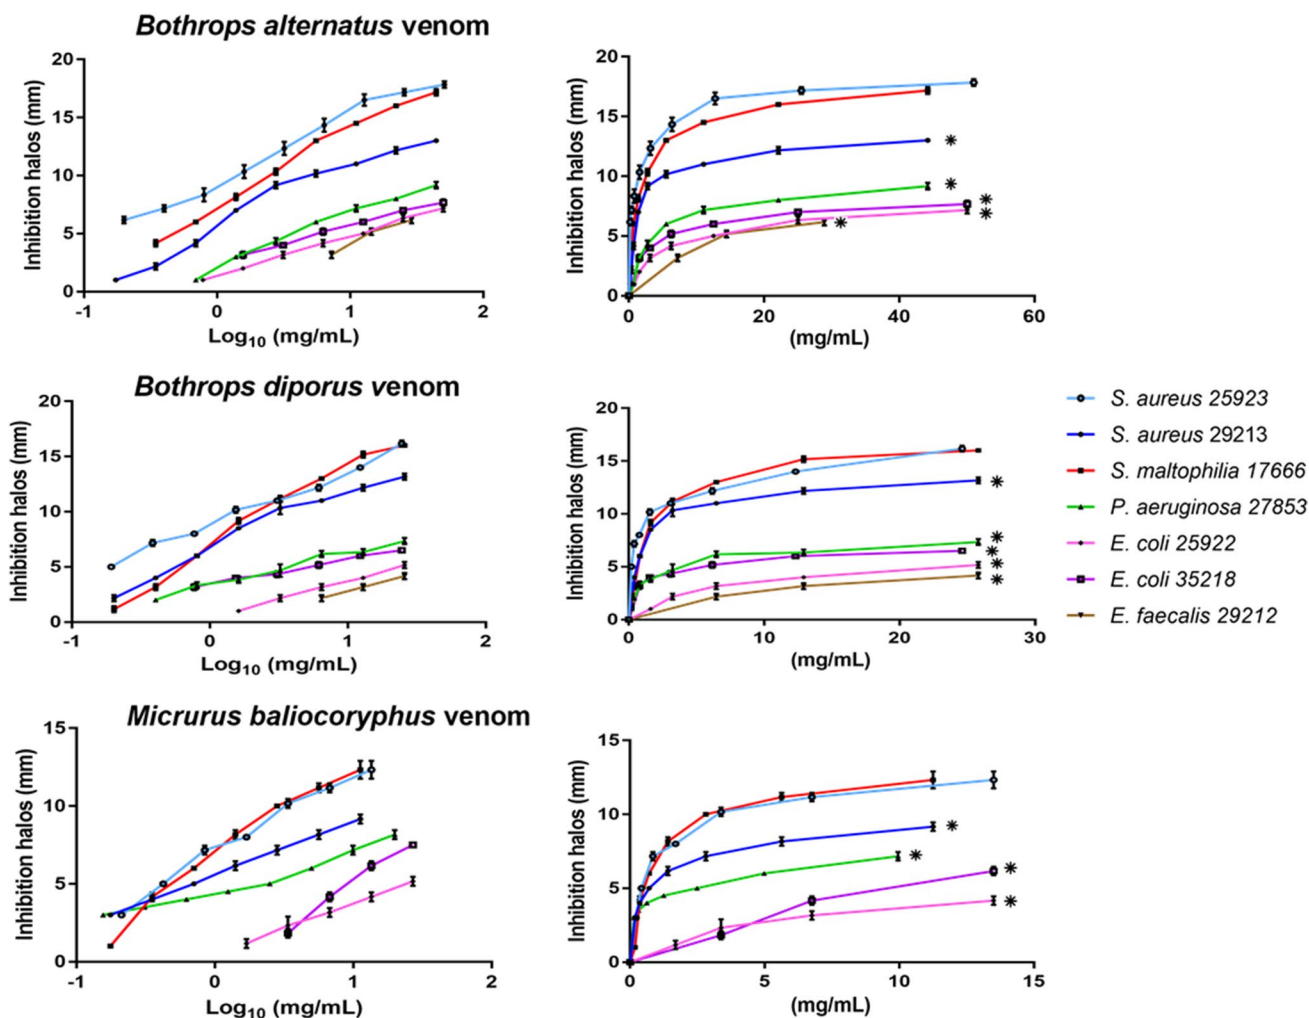 Bothrops alternatus venom
20
15
10
5
0
-1
0
1
2
Inhibition halos (mm)
Log10 (mg/mL)
20
15
10
5
0
0
20
40
60
Inhibition halos (mm)
(mg/mL)
* * * * *
Bothrops diporus venom
20
15
10
5
0
-1
0
1
2
Inhibition halos (mm)
Log10 (mg/mL)
20
15
10
5
0
0
10
20
30
Inhibition halos (mm)
(mg/mL)
* * * * *
S. aureus 25923
S. aureus 29213
S. maltophilia 17666
P. aeruginosa 27853
E. coli 25922
E. coli 35218
E. faecalis 29212
Micrurus baliocoryphus venom
15
10
5
0
-1
0
1
2
Inhibition halos (mm)
Log10 (mg/mL)
15
10
5
0
0
5
10
15
Inhibition halos (mm)
(mg/mL)
* * * *